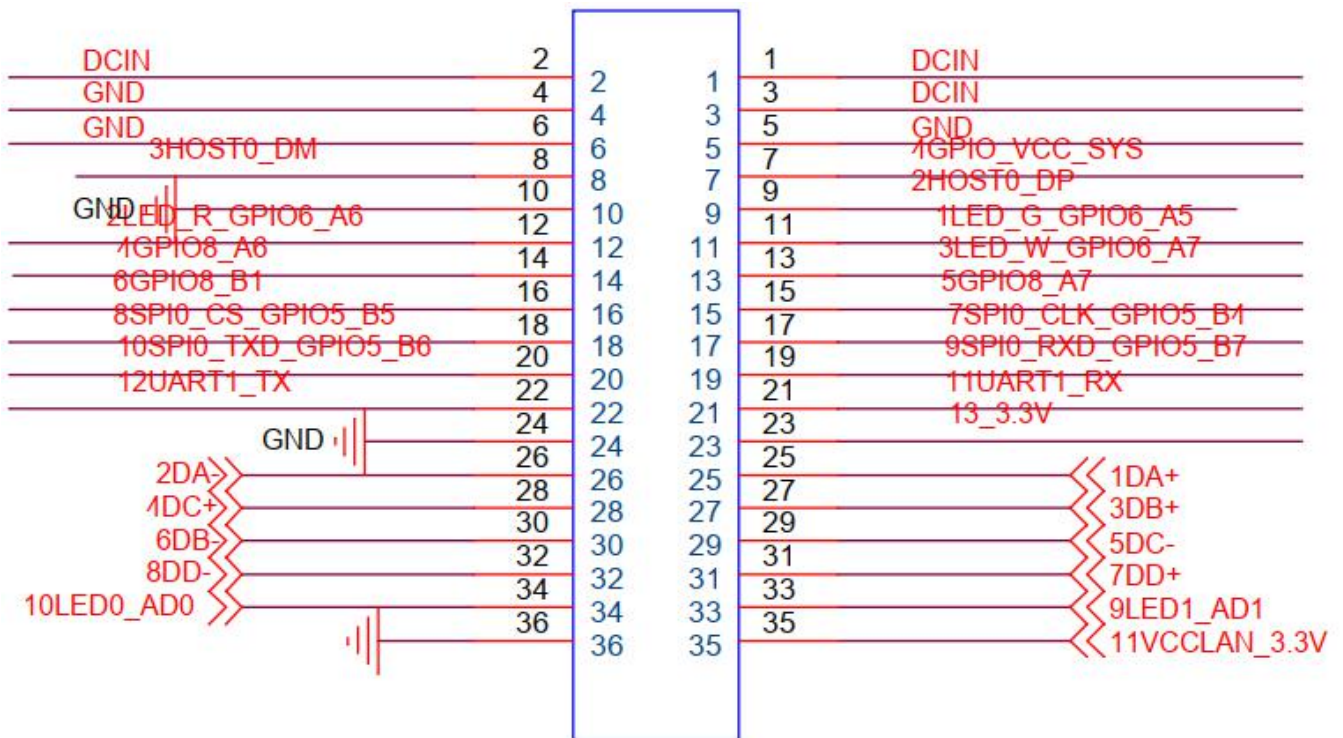 DCIN 2 2 1 1 DCIN
GND 4 4 3 3 DCIN
GND 6 6 5 5 GND
3HOST0_DM 8 8 7 7 1GPIO_VCC_SYS
GND 10 10 9 9 2HOST0_DP
2LED_R_GPIO6_A6 12 12 11 11 1LED_G_GPIO6_A5
4GPIO8_A6 14 14 13 13 3LED_W_GPIO6_A7
6GPIO8_B1 16 16 15 15 5GPIO8_A7
8SPI0_CS_GPIO5_B5 18 18 17 17 7SPI0_CLK_GPIO5_B4
10SPI0_TXD_GPIO5_B6 20 20 19 19 9SPI0_RXD_GPIO5_B7
12UART1_TX 22 22 21 21 11UART1_RX
GND 24 24 23 23 13_3.3V
2DA- 26 26 25 25 1DA+
4DC+ 28 28 27 27 3DB+
6DB- 30 30 29 29 5DC-
8DD- 32 32 31 31 7DD+
10LED0_AD0 34 34 33 33 9LED1_AD1
36 36 35 35 11VCCLAN_3.3V